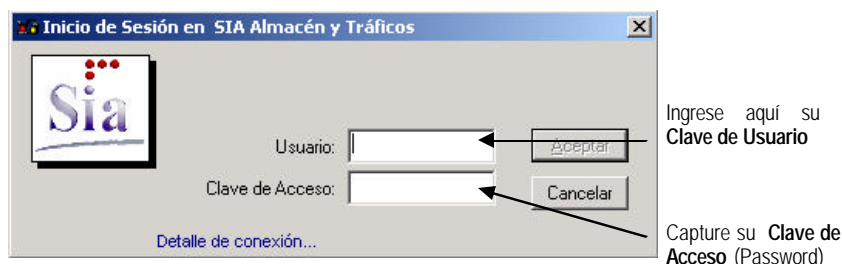 Inicio de Sesión en SIA Almacén y Tráficos
Sia
Usuario:
Aceptar
Clave de Acceso:
Cancelar
Detalle de conexión...
Ingrese aquí su
Clave de Usuario
Capture su Clave de
Acceso (Password)